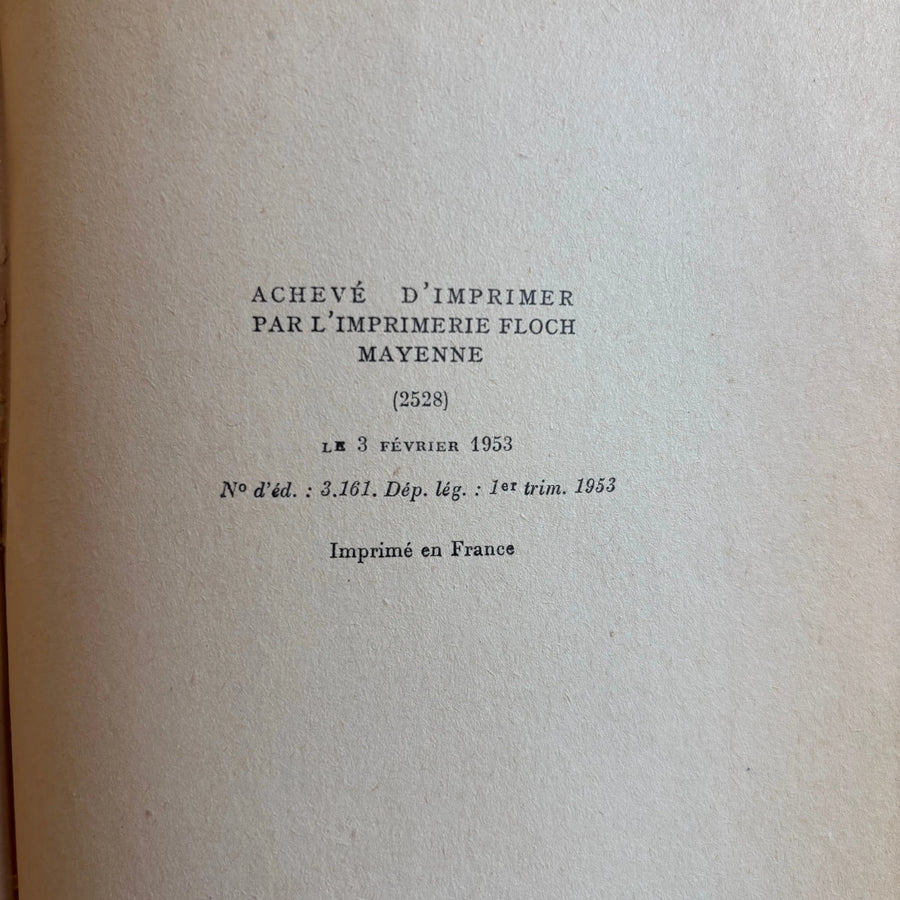 ACHEVÉ D'IMPRIMER
PAR L'IMPRIMERIE FLOCH
MAYENNE
(2528)
LE 3 FÉVRIER 1953
Nº d'éd. : 3.161. Dép. lég. : 1er trim. 1953
Imprimé en France